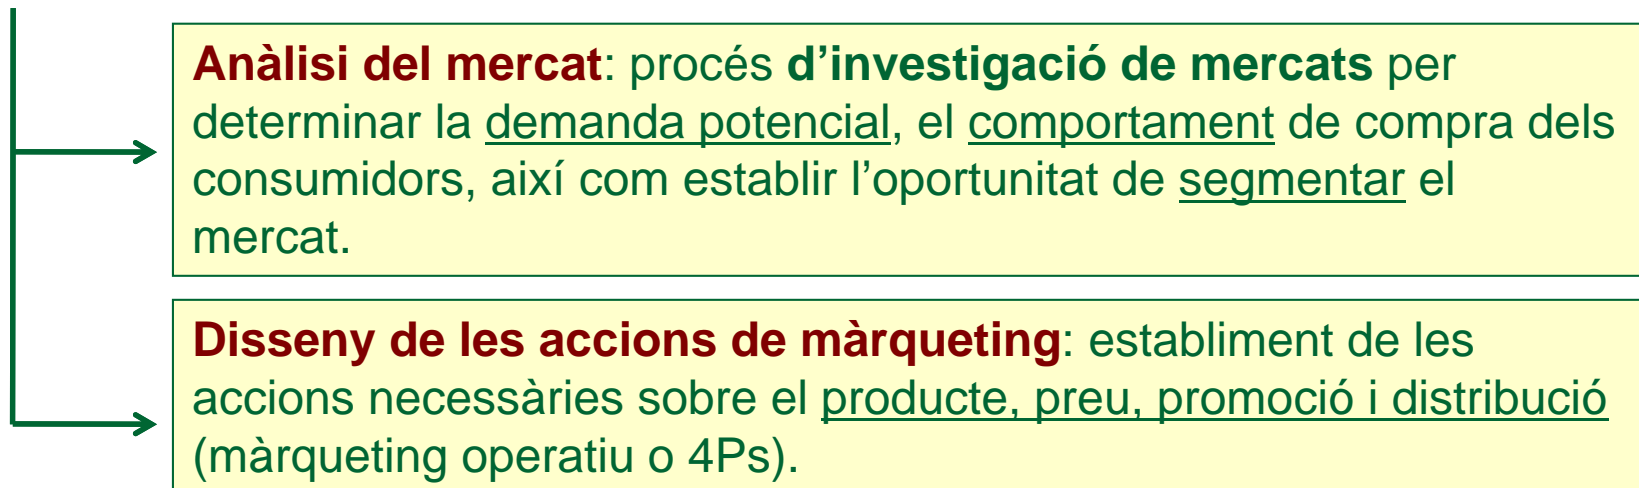 Anàlisi del mercat: procés d’investigació de mercats per
determinar la demanda potencial, el comportament de compra dels
consumidors, així com establir l’oportunitat de segmentar el
mercat.
Disseny de les accions de màrqueting: establiment de les
accions necessàries sobre el producte, preu, promoció i distribució
(màrqueting operatiu o 4Ps).